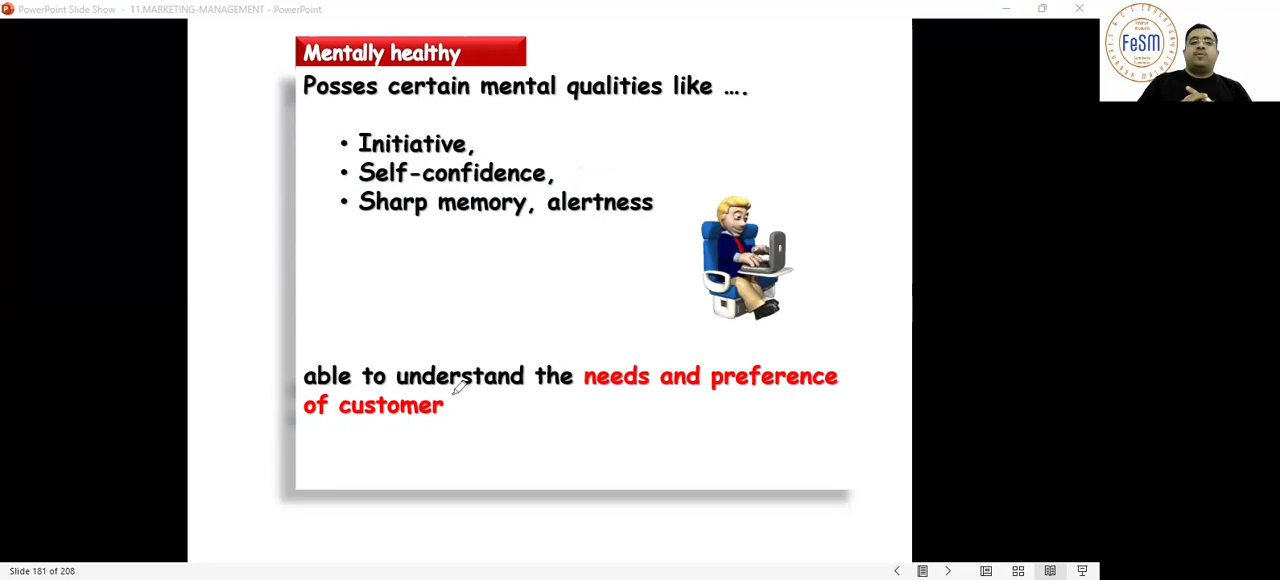 PowerPoint Slide Show - 11.MARKETING-MANAGEMENT - PowerPoint
FeSM
Mentally healthy
Posses certain mental qualities like ….
• Initiative,
• Self-confidence,
• Sharp memory, alertness
able to understand the needs and preference
of customer
Slide 181 of 208